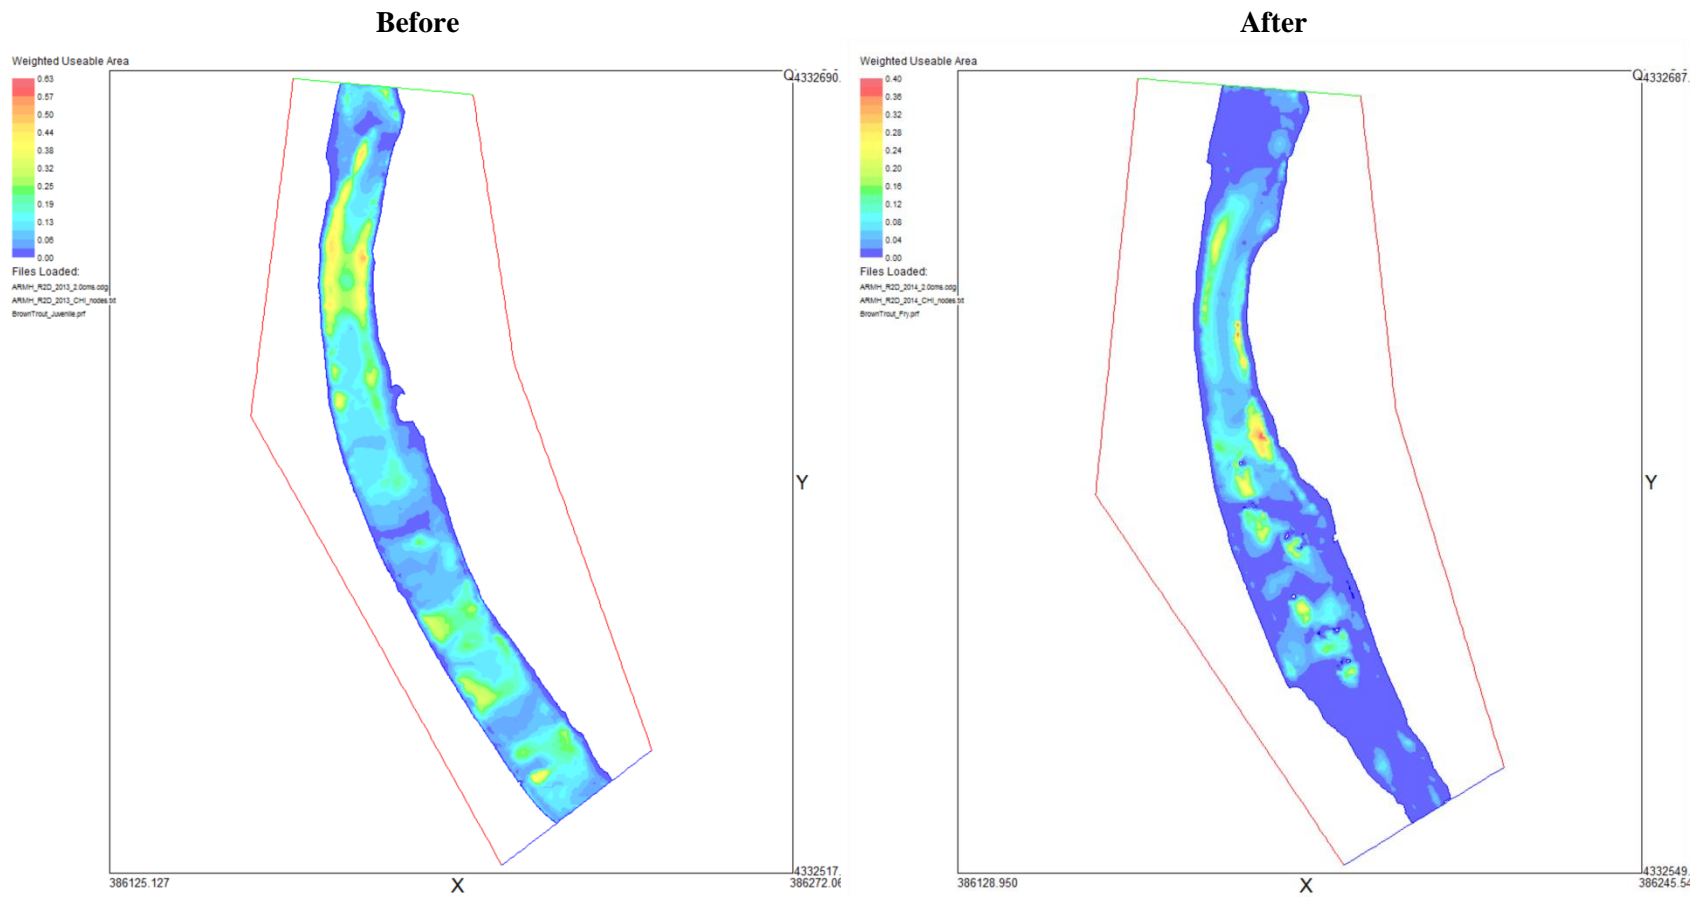 Before
After
Weighted Useable Area
0.63
0.57
0.50
0.44
0.38
0.32
0.25
0.19
0.13
0.06
0.00
Files Loaded:
ARMH_R2D_2013_2.0cms.cdg
ARMH_R2D_2013_CHI_nodes.txt
BrownTrout_Juvenile.prf
Q
4332690.
Y
4332517.
386125.127
X
386272.06
Weighted Useable Area
0.40
0.36
0.32
0.28
0.24
0.20
0.16
0.12
0.08
0.04
0.00
Files Loaded:
ARMH_R2D_2014_2.0cms.cdg
ARMH_R2D_2014_CHI_nodes.txt
BrownTrout_Fry.prf
Q
4332687.
Y
4332549.
386128.950
X
386245.54